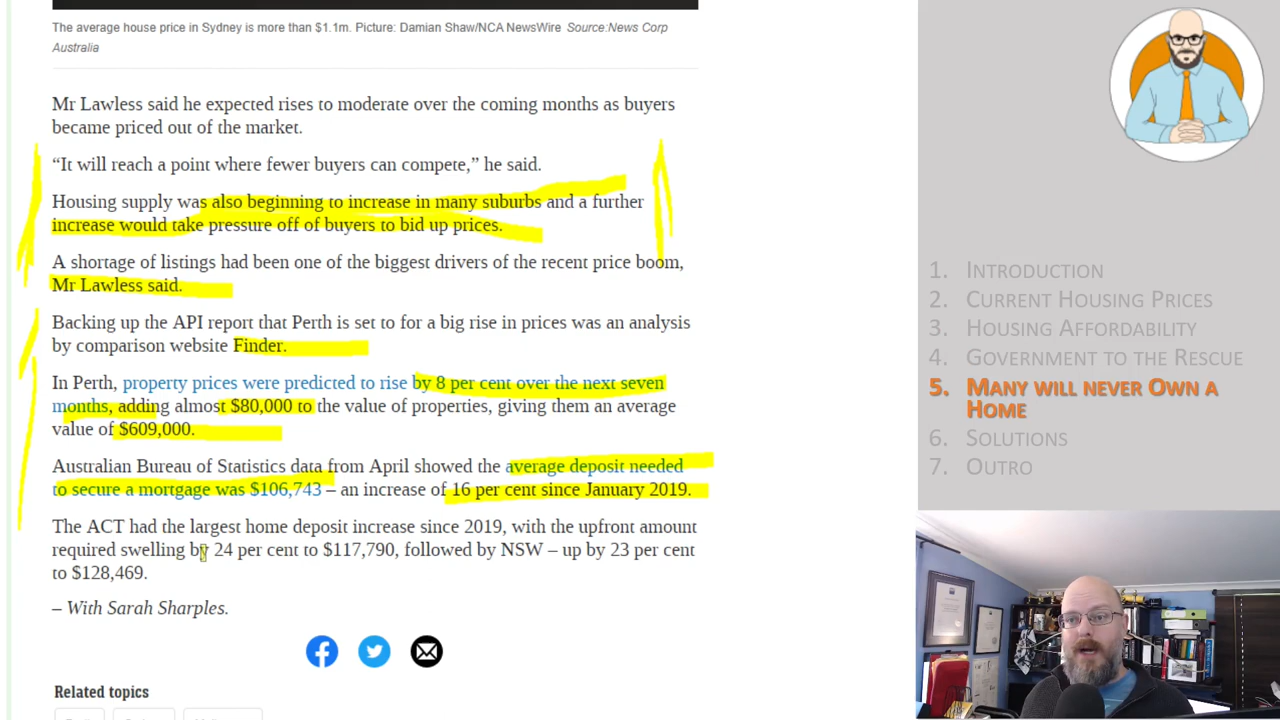 The average house price in Sydney is more than $1.1m. Picture: Damian Shaw/NCA NewsWire Source:News Corp
Australia
Mr Lawless said he expected rises to moderate over the coming months as buyers
became priced out of the market.
“It will reach a point where fewer buyers can compete,” he said.
Housing supply was also beginning to increase in many suburbs and a further
increase would take pressure off of buyers to bid up prices.
A shortage of listings had been one of the biggest drivers of the recent price boom,
Mr Lawless said.
Backing up the API report that Perth is set to for a big rise in prices was an analysis
by comparison website Finder.
In Perth, property prices were predicted to rise by 8 per cent over the next seven
months, adding almost $80,000 to the value of properties, giving them an average
value of $609,000.
Australian Bureau of Statistics data from April showed the average deposit needed
to secure a mortgage was $106,743 – an increase of 16 per cent since January 2019.
The ACT had the largest home deposit increase since 2019, with the upfront amount
required swelling by 24 per cent to $117,790, followed by NSW – up by 23 per cent
to $128,469.
– With Sarah Sharples.
Related topics
1. Introduction
2. Current Housing Prices
3. Housing Affordability
4. Government to the Rescue
5. Many will never Own a
Home
6. Solutions
7. Outro